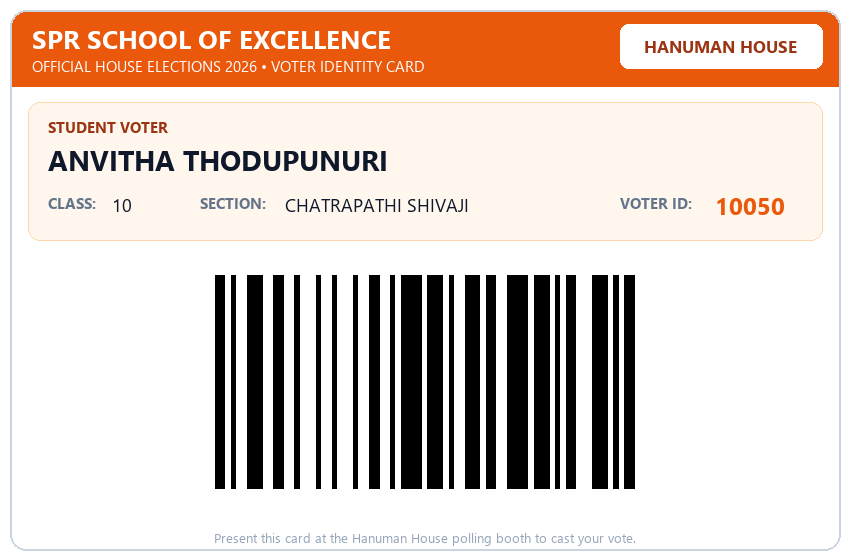 SPR SCHOOL OF EXCELLENCE
OFFICIAL HOUSE ELECTIONS 2026 • VOTER IDENTITY CARD
HANUMAN HOUSE
STUDENT VOTER
ANVITHA THODUPUNURI
CLASS: 10 SECTION: CHATRAPATHI SHIVAJI VOTER ID: 10050
Present this card at the Hanuman House polling booth to cast your vote.